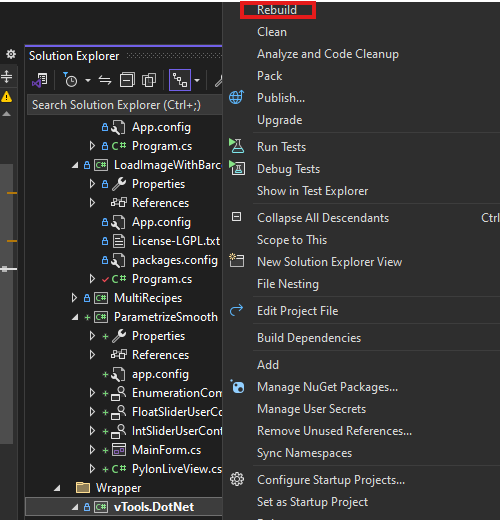 Solution Explorer
Search Solution Explorer (Ctrl+;)
App.config
C# Program.cs
C# LoadImageWithBarc
Properties
References
App.config
License-LGPL.txt
packages.config
C# Program.cs
C# MultiRecipes
C# ParametrizeSmooth
Properties
References
app.config
EnumerationCom
FloatSliderUserCo
IntSliderUserCont
MainForm.cs
C# PylonLiveView.cs
Wrapper
C# vTools.DotNet
Rebuild
Clean
Analyze and Code Cleanup
Pack
Publish...
Upgrade
Run Tests
Debug Tests
Show in Test Explorer
Collapse All Descendants Ctr
Scope to This
New Solution Explorer View
File Nesting
Edit Project File
Build Dependencies
Add
Manage NuGet Packages...
Manage User Secrets
Remove Unused References...
Sync Namespaces
Configure Startup Projects...
Set as Startup Project